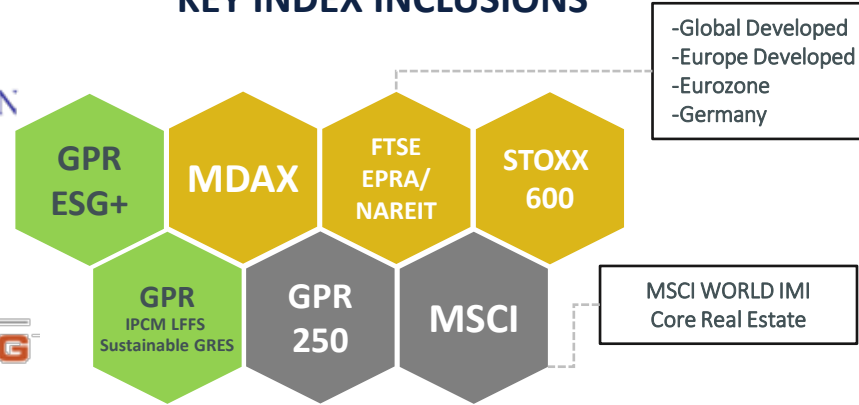 KEY INDEX INCLUSIONS
-Global Developed
-Europe Developed
-Eurozone
-Germany
N
GPR
ESG+
MDAX
FTSE
EPRA/
NAREIT
STOXX
600
GPR
IPCM LFFS
Sustainable GRES
GPR
250
MSCI
MSCI WORLD IMI
Core Real Estate
G